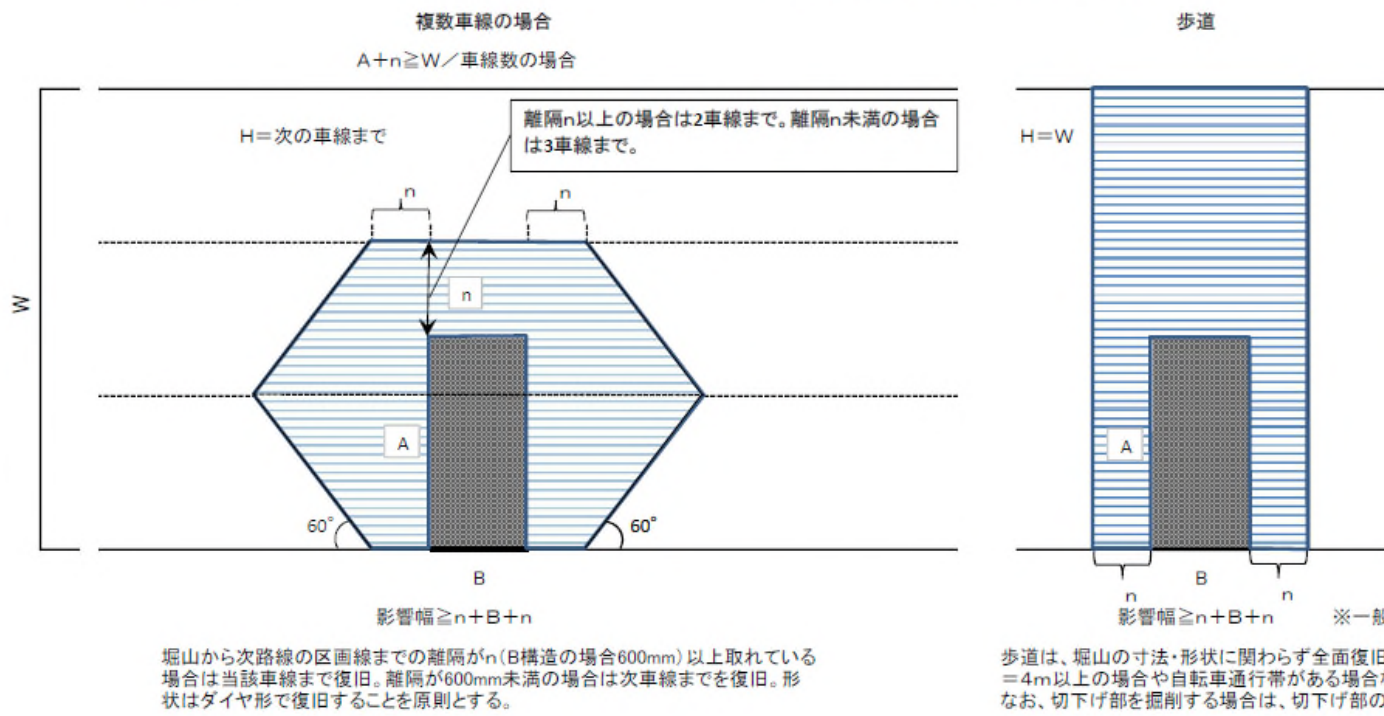 複数車線の場合
A+n≧W/車線数の場合
離隔n以上の場合は2車線まで。離隔n未満の場合
は3車線まで。
H=次の車線まで
n
n
W
n
A
60°
60°
B
影響幅≧n+B+n
堀山から次路線の区画線までの離隔がn(B構造の場合600mm)以上取れている
場合は当該車線まで復旧。離隔が600mm未満の場合は次車線までを復旧。形
状はダイヤ形で復旧することを原則とする。
歩道
H=W
A
n
B
n
影響幅≧n+B+n
※一般
歩道は、堀山の寸法・形状に関わらず全面復旧
=4m以上の場合や自転車通行帯がある場合
なお、切下げ部を掘削する場合は、切下げ部の